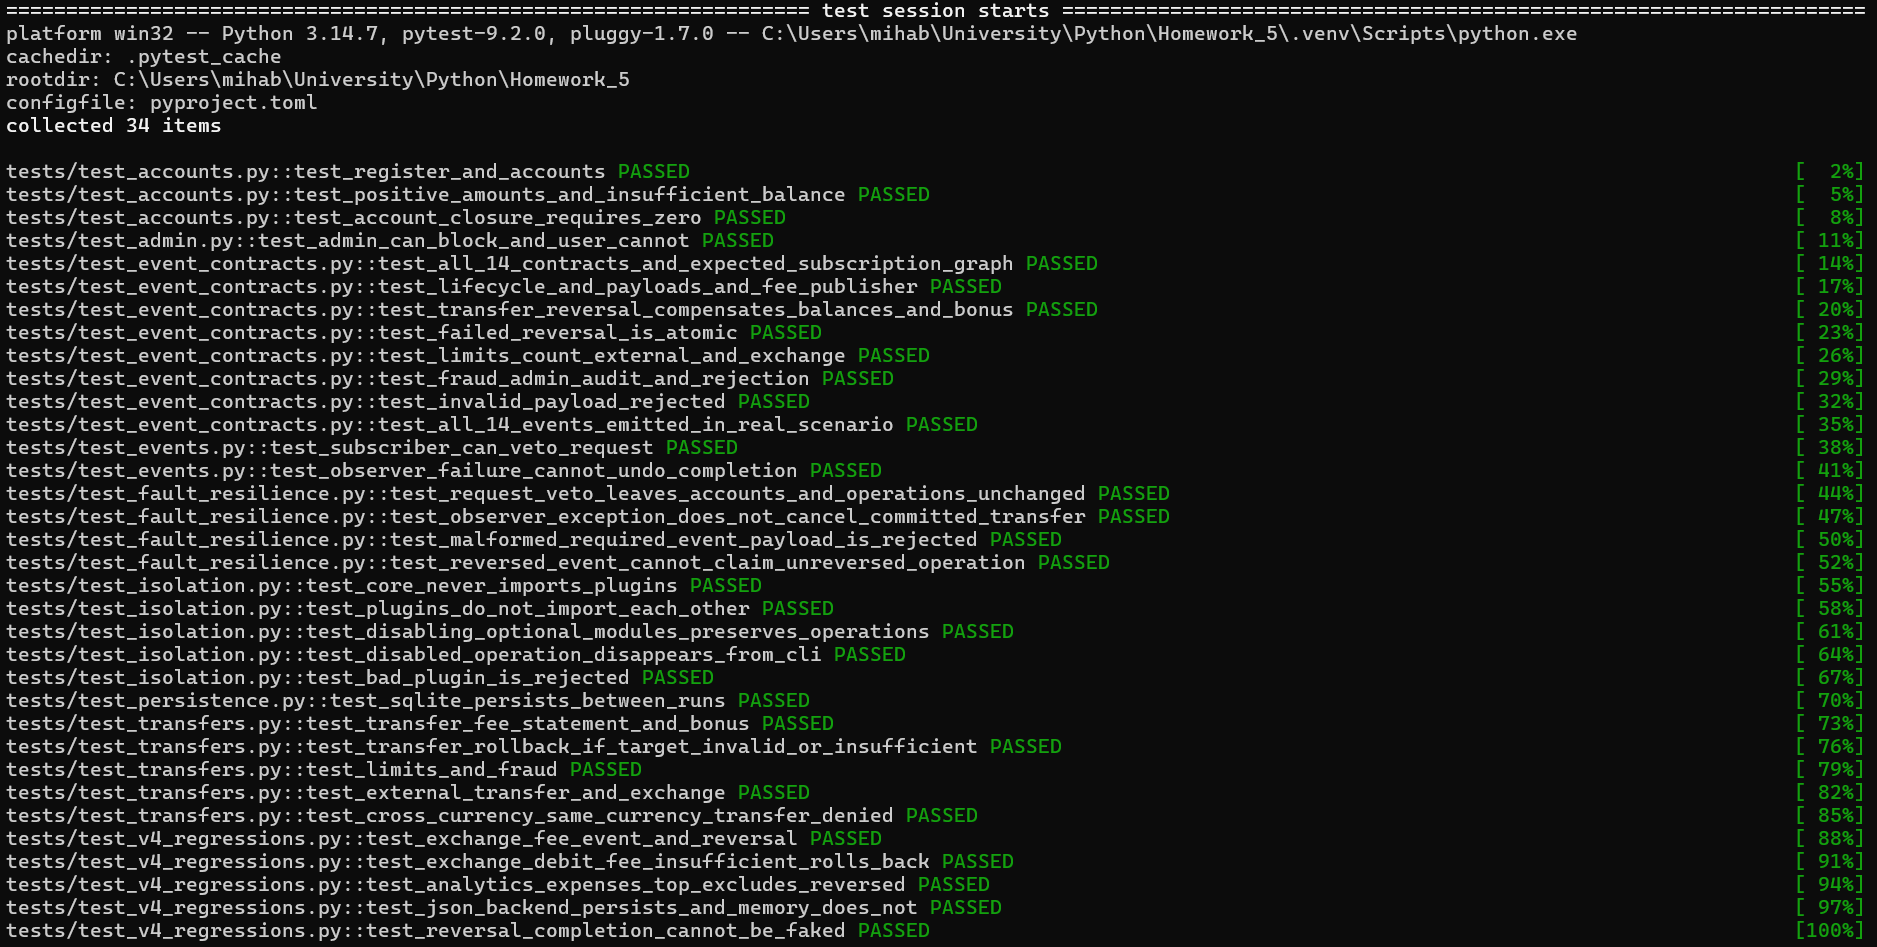 =================================================================== test session starts ===================================================================
platform win32 -- Python 3.14.7, pytest-9.2.0, pluggy-1.7.0 -- C:\Users\mihab\University\Python\Homework_5\.venv\Scripts\python.exe
cachedir: .pytest_cache
rootdir: C:\Users\mihab\University\Python\Homework_5
configfile: pyproject.toml
collected 34 items

tests/test_accounts.py::test_register_and_accounts PASSED [  2%]
tests/test_accounts.py::test_positive_amounts_and_insufficient_balance PASSED [  5%]
tests/test_accounts.py::test_account_closure_requires_zero PASSED [  8%]
tests/test_admin.py::test_admin_can_block_and_user_cannot PASSED [ 11%]
tests/test_event_contracts.py::test_all_14_contracts_and_expected_subscription_graph PASSED [ 14%]
tests/test_event_contracts.py::test_lifecycle_and_payloads_and_fee_publisher PASSED [ 17%]
tests/test_event_contracts.py::test_transfer_reversal_compensates_balances_and_bonus PASSED [ 20%]
tests/test_event_contracts.py::test_failed_reversal_is_atomic PASSED [ 23%]
tests/test_event_contracts.py::test_limits_count_external_and_exchange PASSED [ 26%]
tests/test_event_contracts.py::test_fraud_admin_audit_and_rejection PASSED [ 29%]
tests/test_event_contracts.py::test_invalid_payload_rejected PASSED [ 32%]
tests/test_event_contracts.py::test_all_14_events_emitted_in_real_scenario PASSED [ 35%]
tests/test_events.py::test_subscriber_can_veto_request PASSED [ 38%]
tests/test_events.py::test_observer_failure_cannot_undo_completion PASSED [ 41%]
tests/test_fault_resilience.py::test_request_veto_leaves_accounts_and_operations_unchanged PASSED [ 44%]
tests/test_fault_resilience.py::test_observer_exception_does_not_cancel_committed_transfer PASSED [ 47%]
tests/test_fault_resilience.py::test_malformed_required_event_payload_is_rejected PASSED [ 50%]
tests/test_fault_resilience.py::test_reversed_event_cannot_claim_unreversed_operation PASSED [ 52%]
tests/test_isolation.py::test_core_never_imports_plugins PASSED [ 55%]
tests/test_isolation.py::test_plugins_do_not_import_each_other PASSED [ 58%]
tests/test_isolation.py::test_disabling_optional_modules_preserves_operations PASSED [ 61%]
tests/test_isolation.py::test_disabled_operation_disappears_from_cli PASSED [ 64%]
tests/test_isolation.py::test_bad_plugin_is_rejected PASSED [ 67%]
tests/test_persistence.py::test_sqlite_persists_between_runs PASSED [ 70%]
tests/test_transfers.py::test_transfer_fee_statement_and_bonus PASSED [ 73%]
tests/test_transfers.py::test_transfer_rollback_if_target_invalid_or_insufficient PASSED [ 76%]
tests/test_transfers.py::test_limits_and_fraud PASSED [ 79%]
tests/test_transfers.py::test_external_transfer_and_exchange PASSED [ 82%]
tests/test_transfers.py::test_cross_currency_same_currency_transfer_denied PASSED [ 85%]
tests/test_v4_regressions.py::test_exchange_fee_event_and_reversal PASSED [ 88%]
tests/test_v4_regressions.py::test_exchange_debit_fee_insufficient_rolls_back PASSED [ 91%]
tests/test_v4_regressions.py::test_analytics_expenses_top_excludes_reversed PASSED [ 94%]
tests/test_v4_regressions.py::test_json_backend_persists_and_memory_does_not PASSED [ 97%]
tests/test_v4_regressions.py::test_reversal_completion_cannot_be_faked PASSED [100%]